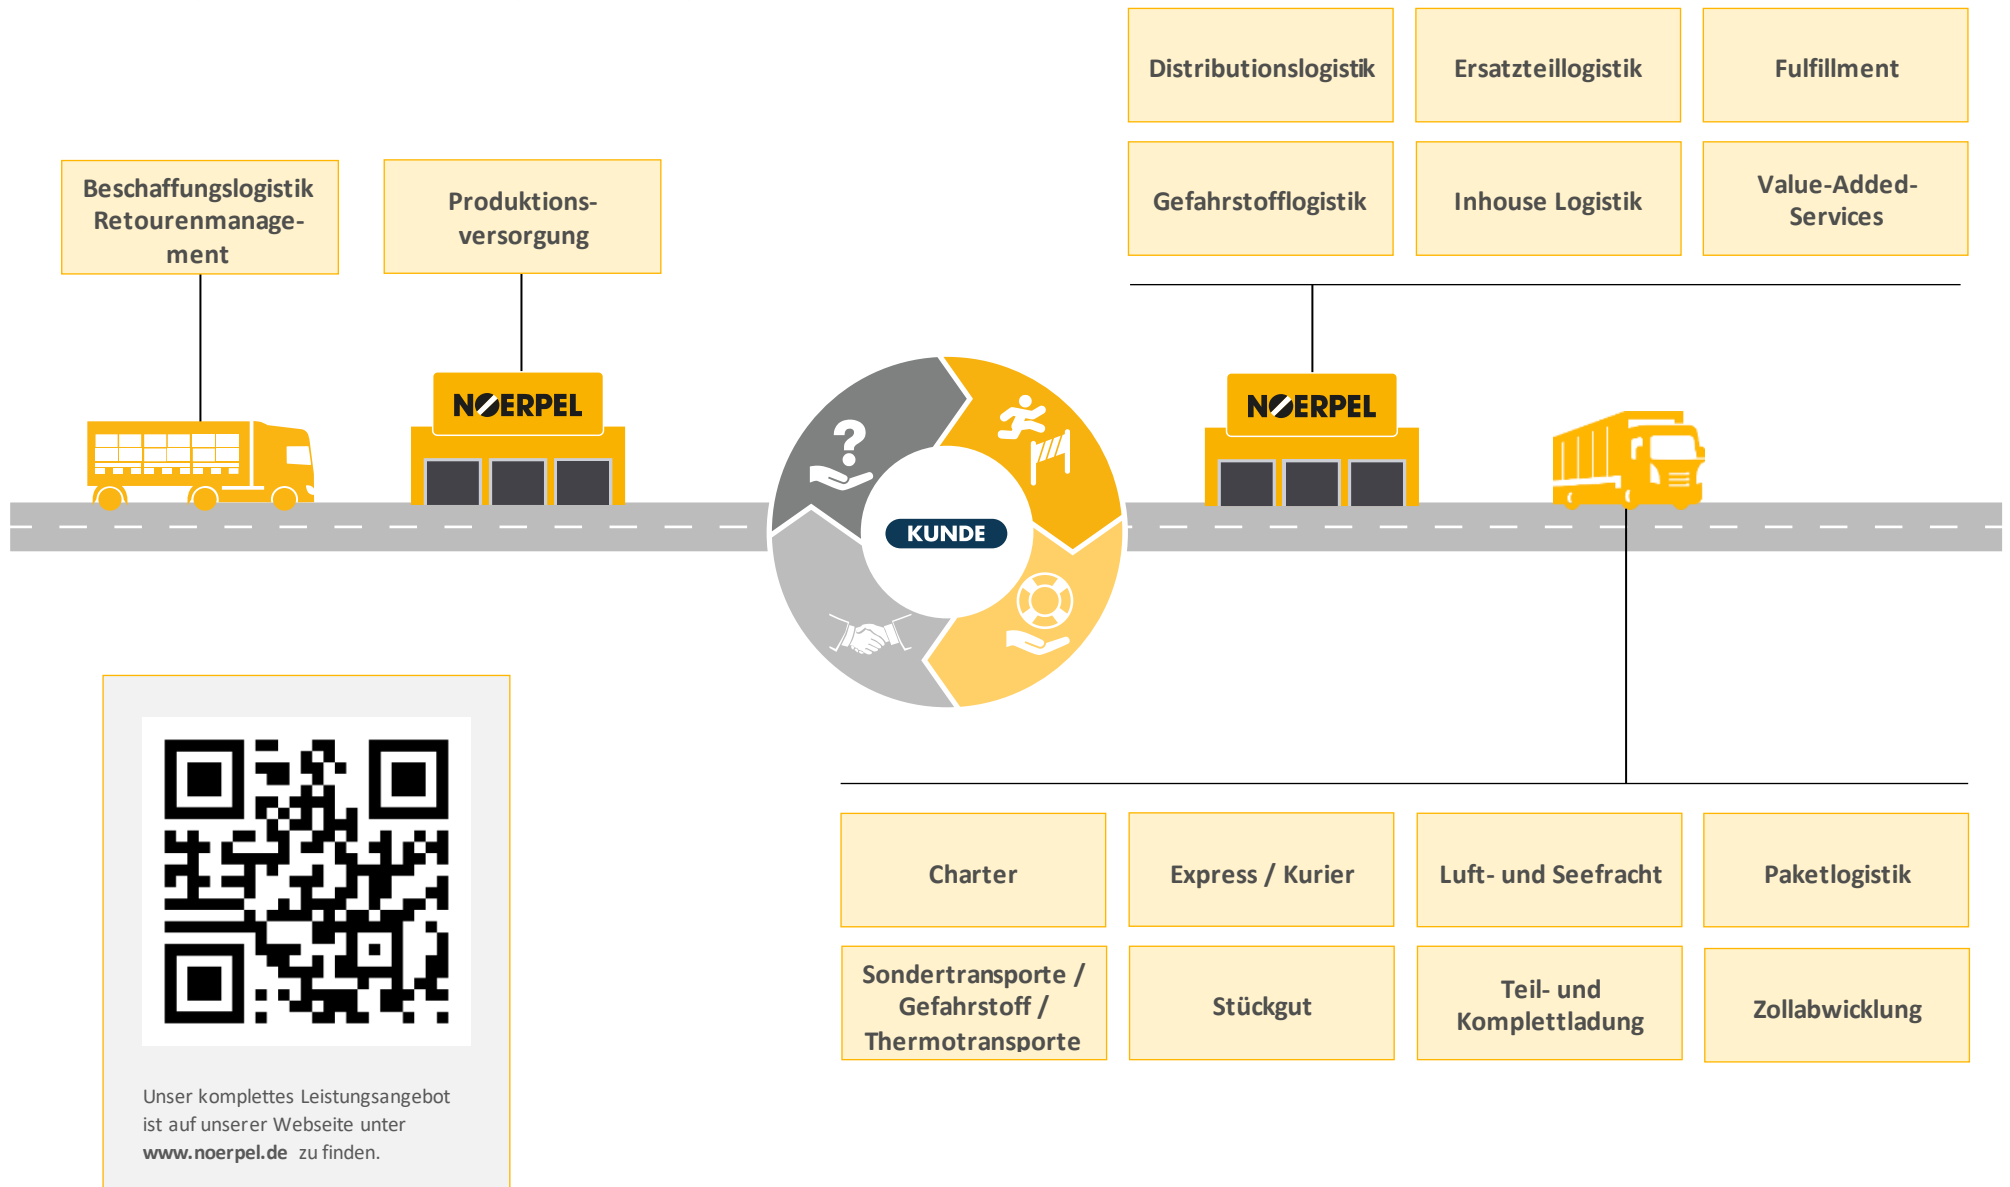 Distributionslogistik
Ersatzteillogistik
Fulfillment
Beschaffungslogistik
Retourenmanage-
ment
Produktions-
versorgung
Gefahrstofflogistik
Inhouse Logistik
Value-Added-
Services
NOERPEL
NOERPEL
KUNDE
Charter
Express / Kurier
Luft- und Seefracht
Paketlogistik
Sondertransporte /
Gefahrstoff /
Thermotransporte
Stückgut
Teil- und
Komplettladung
Zollabwicklung
Unser komplettes Leistungsangebot
ist auf unserer Webseite unter
www.noerpel.de zu finden.